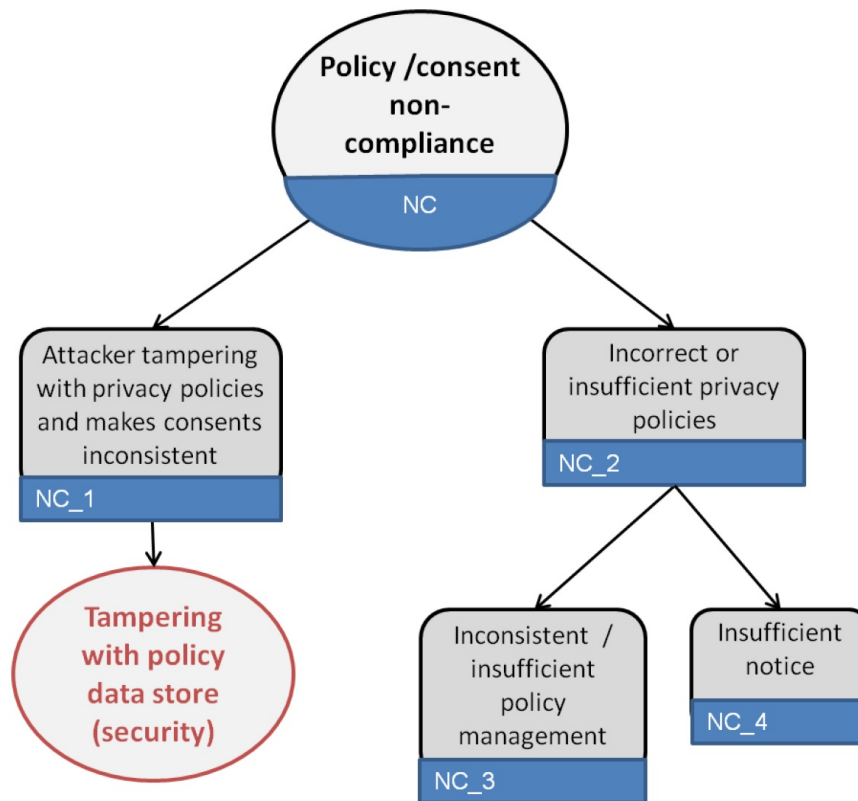 Policy /consent
non-
compliance
NC
Attacker tampering
with privacy policies
and makes consents
inconsistent
NC_1
Incorrect or
insufficient privacy
policies
NC_2
Tampering
with policy
data store
(security)
Inconsistent /
insufficient
policy
management
NC_3
Insufficient
notice
NC_4